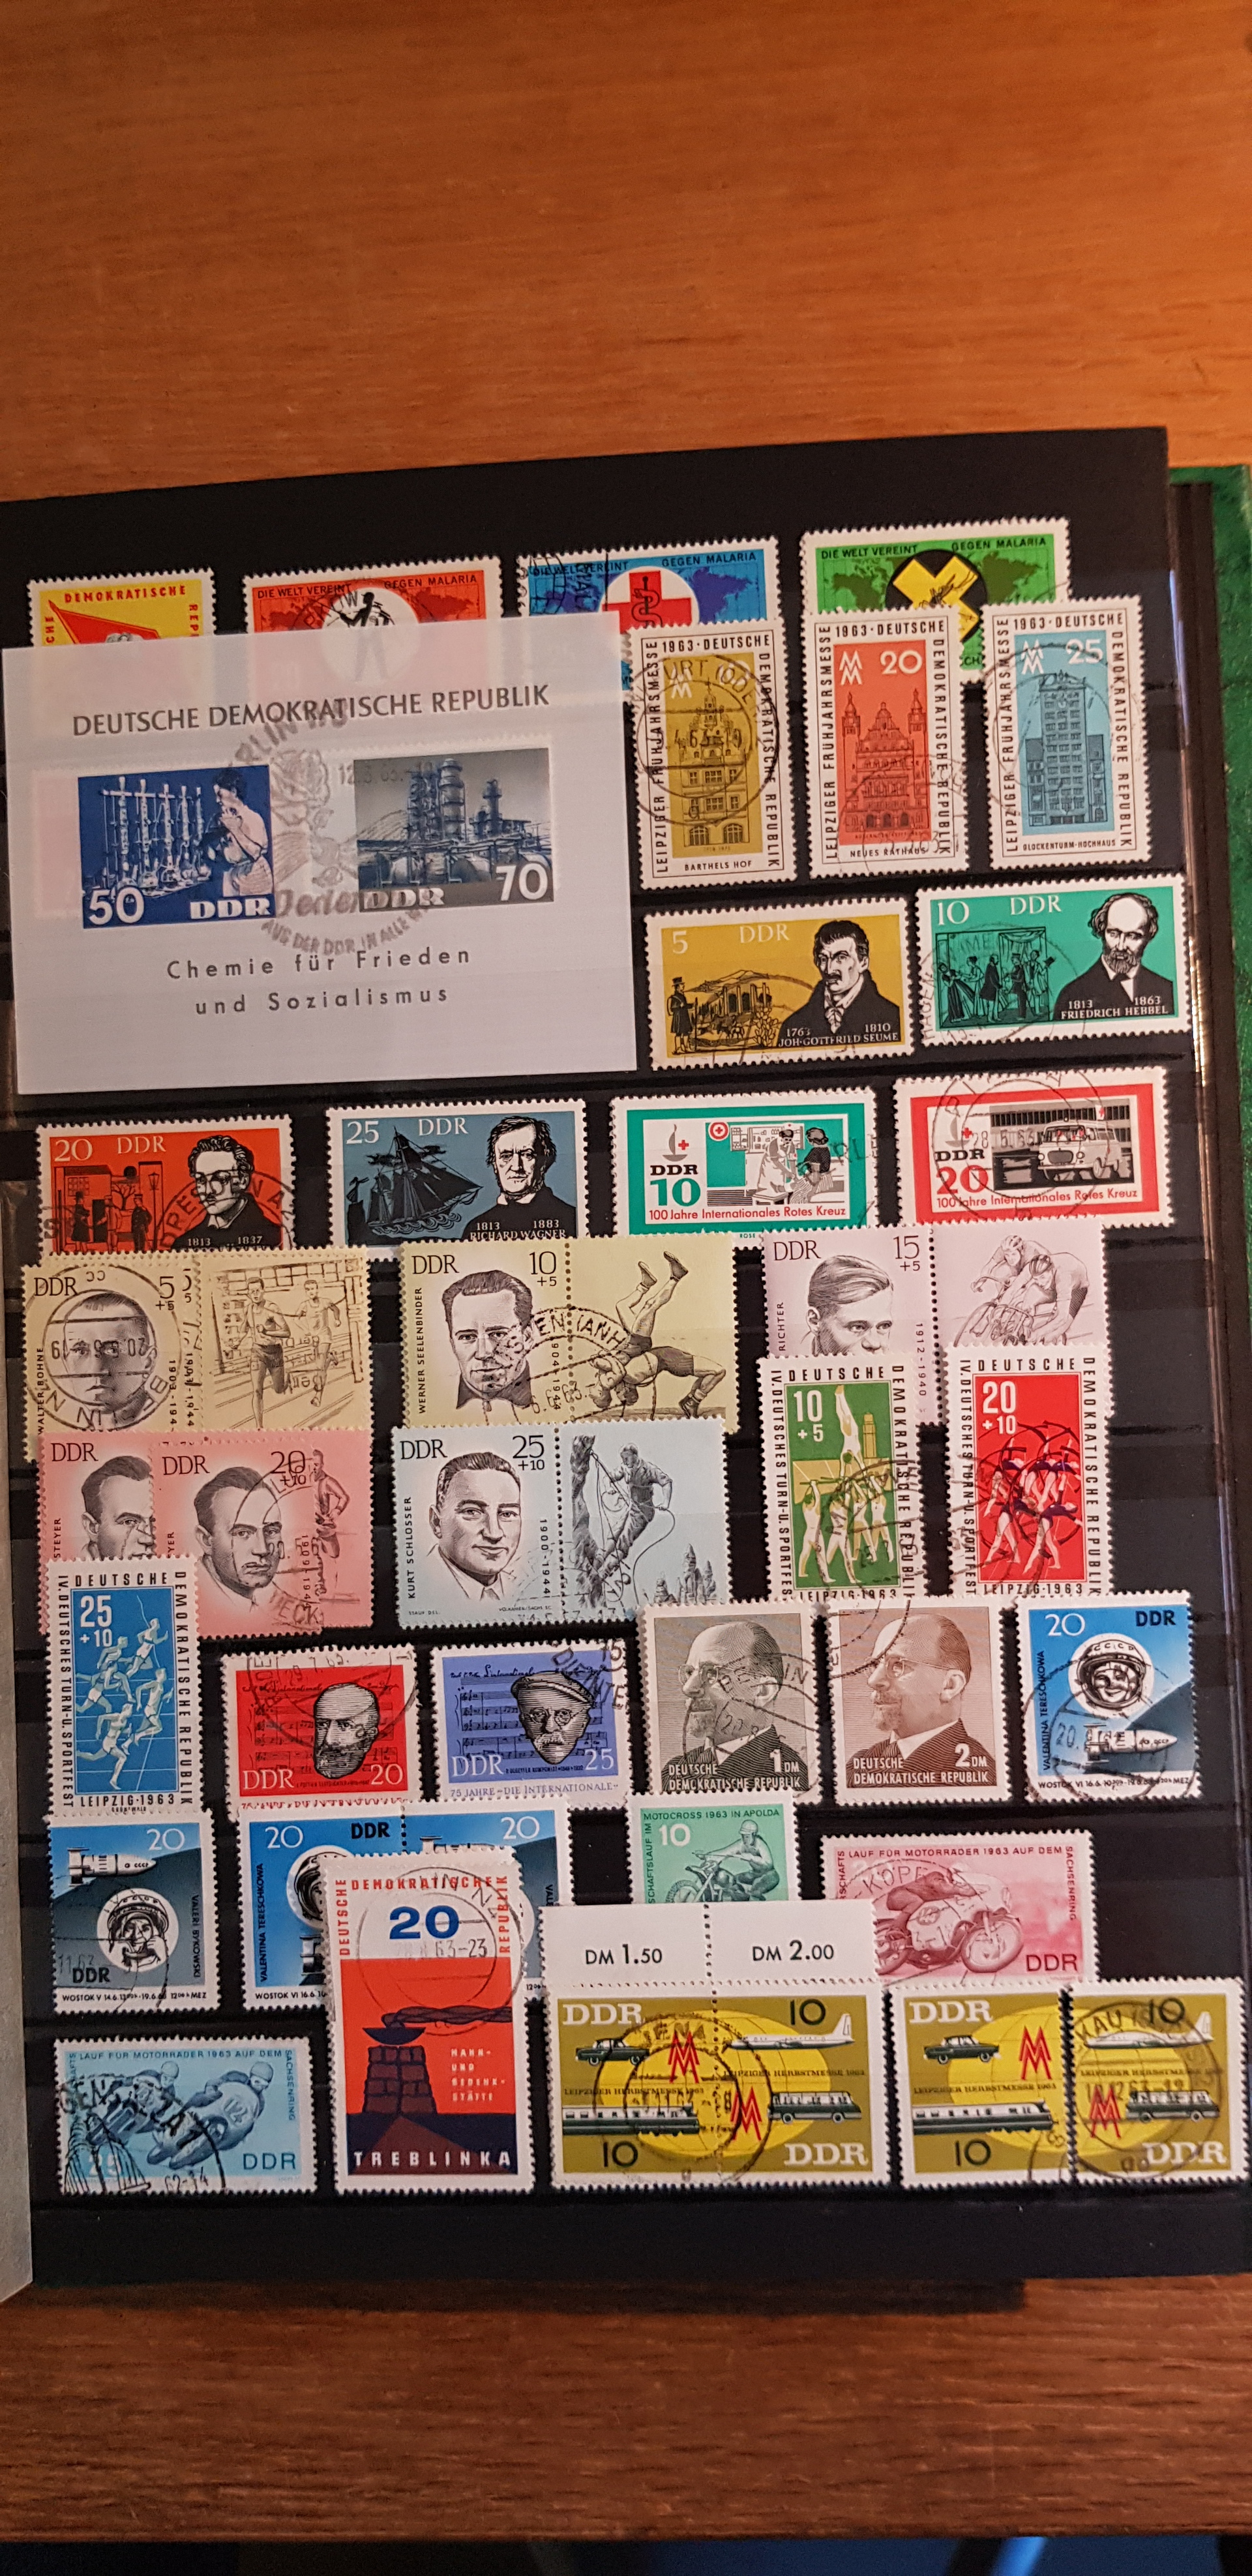 DEMOKRATISCHE
DIE WELT VEREINT GEGEN MALARIA
DIE WELT VEREINT GEGEN MALARIA
DIE WELT VEREINT GEGEN MALARIA
DEUTSCHE DEMOKRATISCHE REPUBLIK
50 DDR
DDR 70
Chemie für Frieden
und Sozialismus
1963·DEUTSCHE DEMOKRATISCHE REPUBLIK
LEIPZIGER FRÜHJAHRSMESSE
BARTHELS HOF
1963·DEUTSCHE DEMOKRATISCHE REPUBLIK
LEIPZIGER FRÜHJAHRSMESSE
20
NEUES RATHAUS
1963·DEUTSCHE DEMOKRATISCHE REPUBLIK
LEIPZIGER FRÜHJAHRSMESSE
25
GLOCKENTURM-HOCHHAUS
5 DDR
1763 1810
JOH·GOTTFRIED SEUME
10 DDR
1813 1863
FRIEDRICH HEBBEL
20 DDR
1813 1837
25 DDR
1813 1883
RICHARD WAGNER
DDR
10
100 Jahre Internationales Rotes Kreuz
DDR
20
100 Jahre Internationales Rotes Kreuz
DDR 5
+5
WALTER BOHNE
DDR 10
+5
WERNER SEELENBINDER
1904-1944
DDR 15
+5
RICHTER
1912-1940
DDR
DDR 20
+10
DDR 25
+10
KURT SCHLOSSER
1900-1944
DEUTSCHE DEMOKRATISCHE REPUBLIK
10
+5
IV. DEUTSCHES TURN-U. SPORTFEST
LEIPZIG·1963
DEUTSCHE DEMOKRATISCHE REPUBLIK
20
+10
IV. DEUTSCHES TURN-U. SPORTFEST
LEIPZIG·1963
DEUTSCHE DEMOKRATISCHE REPUBLIK
25
+10
IV. DEUTSCHES TURN-U. SPORTFEST
LEIPZIG·1963
DDR 20
DDR 25
75 JAHRE »DIE INTERNATIONALE«
1 DM
DEUTSCHE
DEMOKRATISCHE REPUBLIK
2 DM
DEUTSCHE
DEMOKRATISCHE REPUBLIK
20 DDR
VALENTINA TERESCHKOWA
20
VALERI BYKOWSKI
DDR
20 DDR
VALENTINA TERESCHKOWA
20
MOTOCROSS 1963 IN APOLDA
10
LAUF FÜR MOTORRÄDER 1963 AUF DEM SACHSENRING
DDR
DEUTSCHE DEMOKRATISCHE REPUBLIK
20
MAHN-
UND
GEDENK-
STÄTTE
TREBLINKA
DM 1.50
DM 2.00
DDR 10
LEIPZIGER HERBSTMESSE 1963
10 DDR
DDR 10
LEIPZIGER HERBSTMESSE 1963
10 DDR
LAUF FÜR MOTORRÄDER 1963 AUF DEM SACHSENRING
DDR